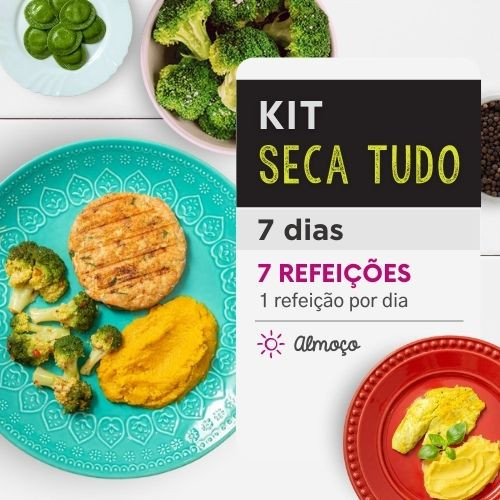 KIT
SECA TUDO
7 dias
7 REFEIÇÕES
1 refeição por dia
Almoço